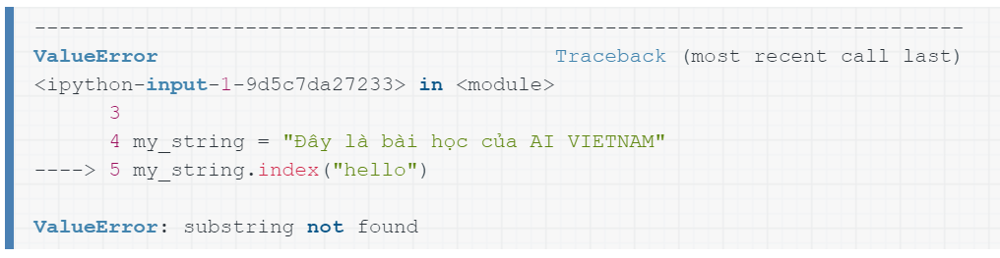 ---------------------------------------------------------------------------
ValueError                                Traceback (most recent call last)
<ipython-input-1-9d5c7da27233> in <module>
      3
      4 my_string = "Đây là bài học của AI VIETNAM"
----> 5 my_string.index("hello")
ValueError: substring not found